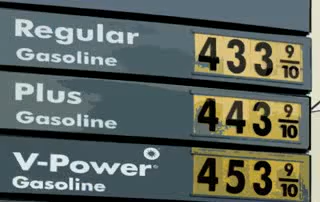 Regular
Gasoline
433 9/10
Plus
Gasoline
443 9/10
V-Power
Gasoline
453 9/10